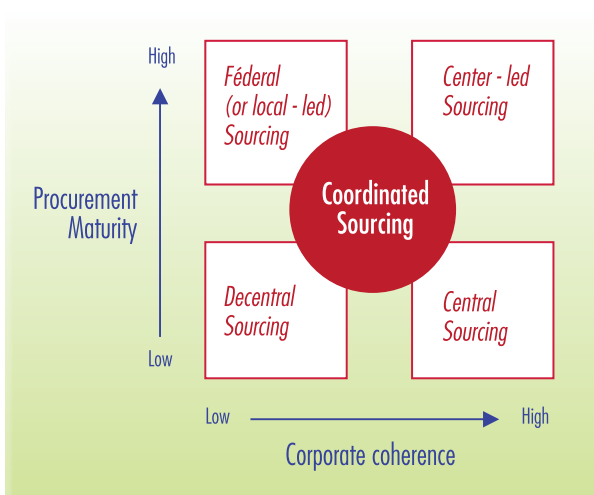 High
Féderal
(or local - led)
Sourcing
Center - led
Sourcing
Procurement
Maturity
Coordinated
Sourcing
Decentral
Sourcing
Central
Sourcing
Low
Low
High
Corporate coherence